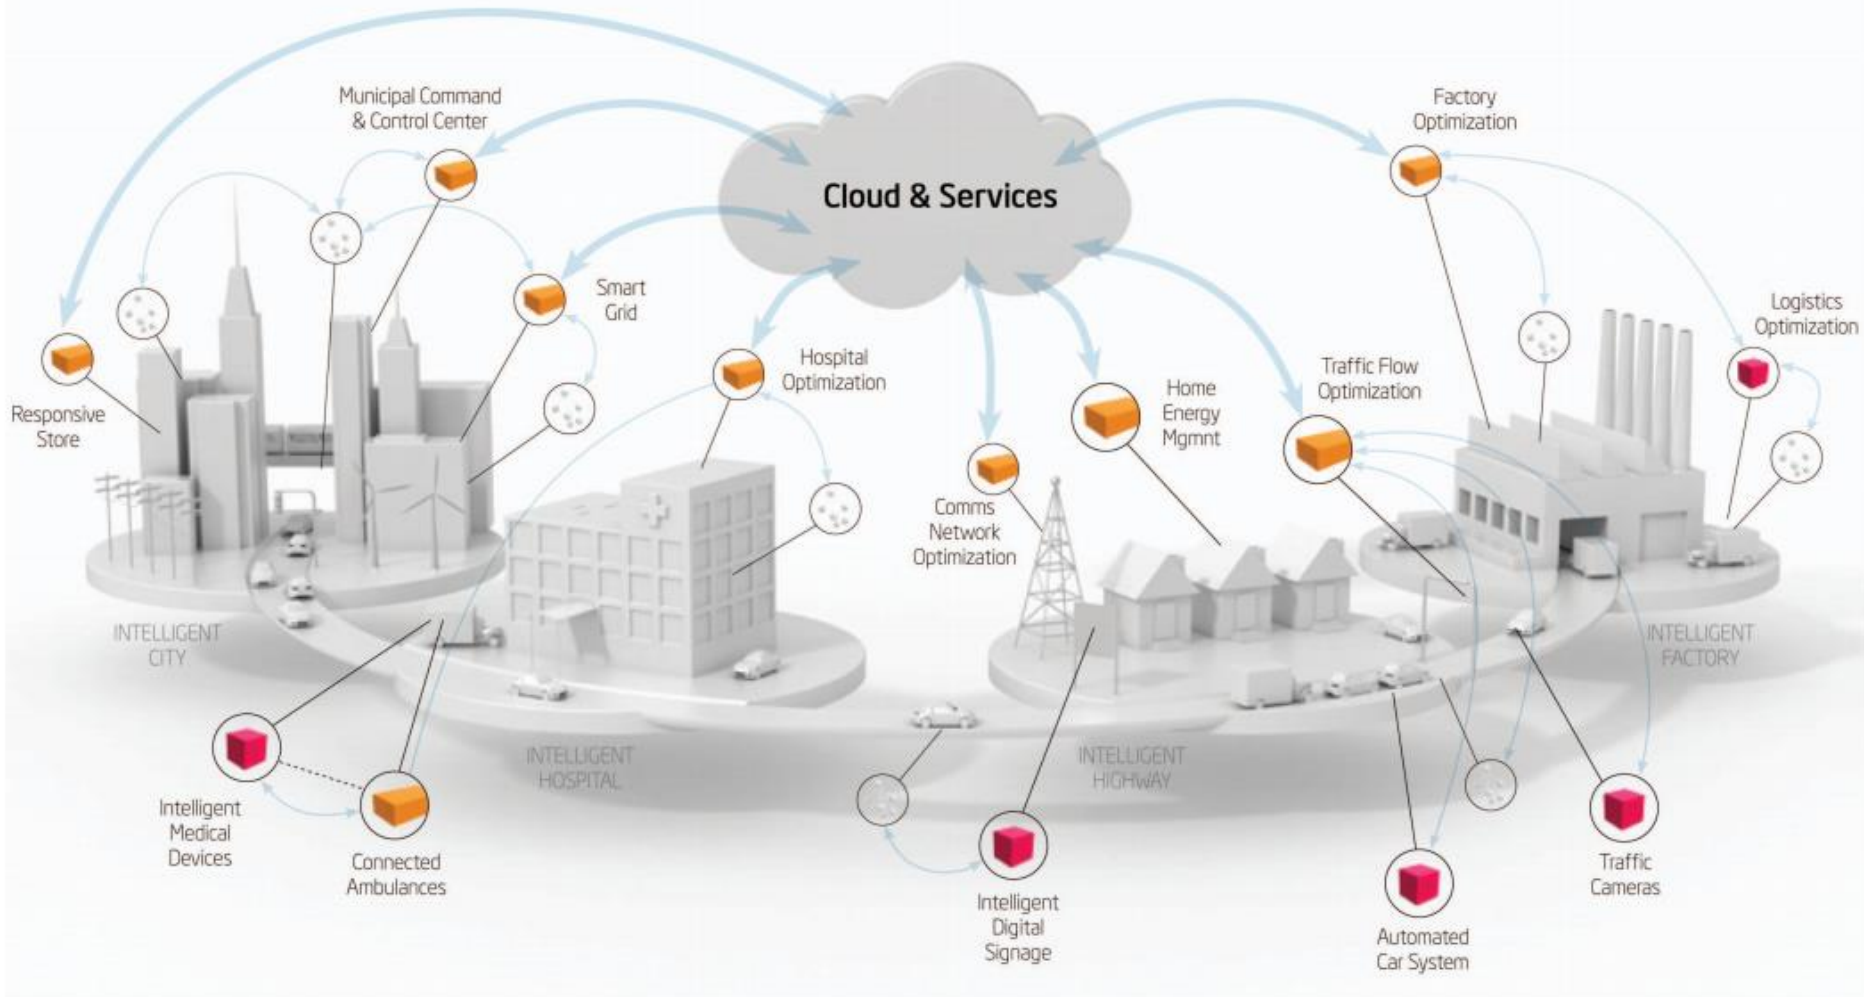 Municipal Command
& Control Center
Cloud & Services
Factory
Optimization
Smart
Grid
Logistics
Optimization
Responsive
Store
Hospital
Optimization
Home
Energy
Mgmnt
Traffic Flow
Optimization
Comms
Network
Optimization
INTELLIGENT
CITY
INTELLIGENT
FACTORY
INTELLIGENT
HOSPITAL
INTELLIGENT
HIGHWAY
Intelligent
Medical
Devices
Connected
Ambulances
Intelligent
Digital
Signage
Traffic
Cameras
Automated
Car System